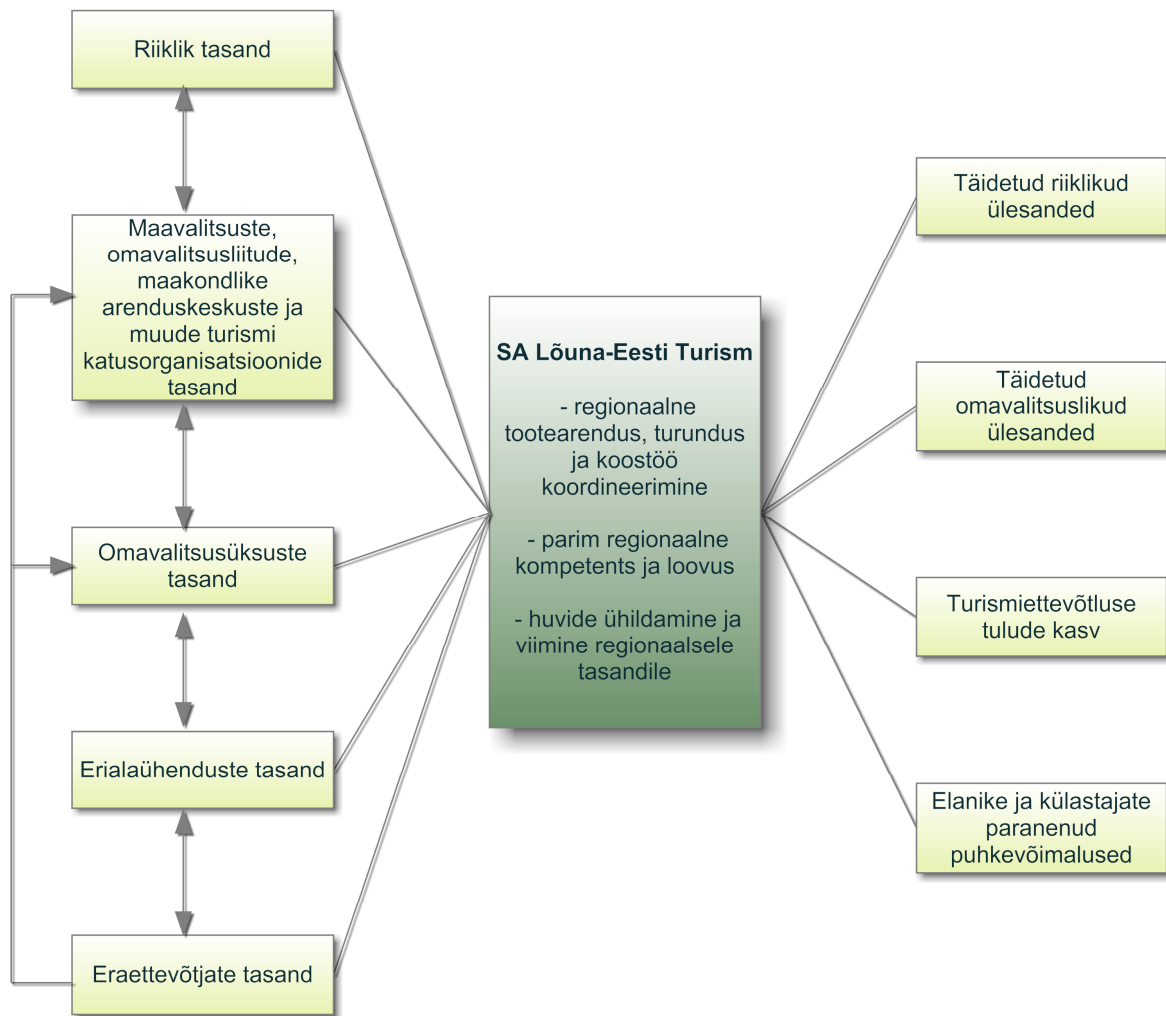 Riiklik tasand
Maavalitsuste,
omavalitsusliitude,
maakondlike
arenduskeskuste ja
muude turismi
katusorganisatsioonide
tasand
Omavalitsusüksuste
tasand
Erialaühenduste tasand
Eraettevõtjate tasand
SA Lõuna-Eesti Turism
- regionaalne
tootearendus, turundus
ja koostöö
koordineerimine
- parim regionaalne
kompetents ja loovus
- huvide ühildamine ja
viimine regionaalsele
tasandile
Täidetud riiklikud
ülesanded
Täidetud
omavalitsuslikud
ülesanded
Turismiettevõtluse
tulude kasv
Elanike ja külastajate
paranenud
puhkevõimalused